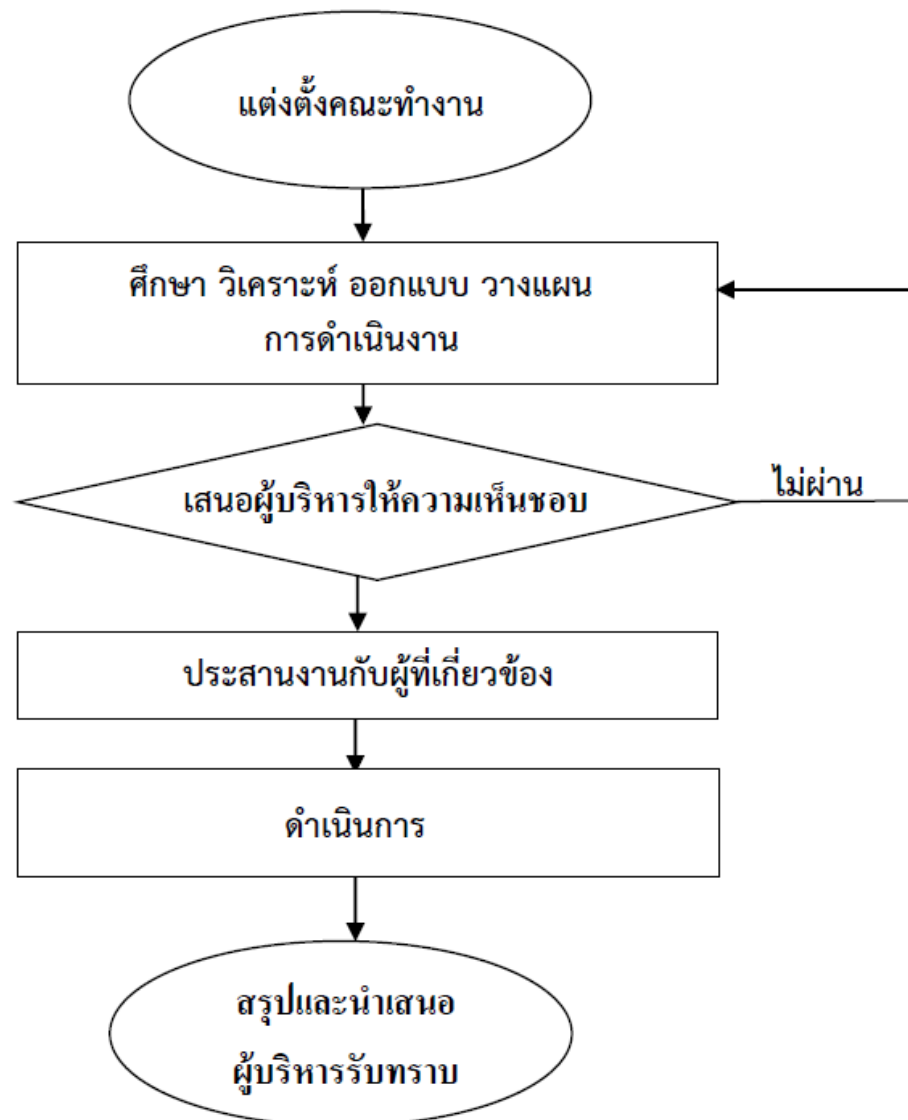 แต่งตั้งคณะทำงาน
ศึกษา วิเคราะห์ ออกแบบ วางแผน
การดำเนินงาน
เสนอผู้บริหารให้ความเห็นชอบ
ไม่ผ่าน
ประสานงานกับผู้ที่เกี่ยวข้อง
ดำเนินการ
สรุปและนำเสนอ
ผู้บริหารรับทราบ